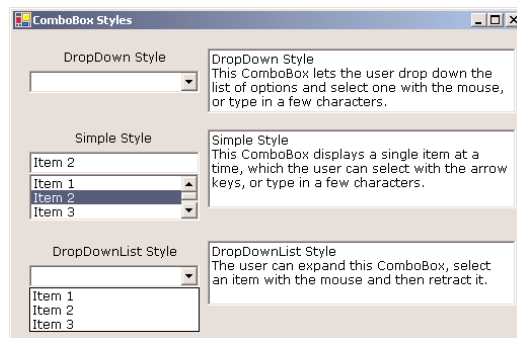 ComboBox Styles
DropDown Style
DropDown Style
This ComboBox lets the user drop down the
list of options and select one with the mouse,
or type in a few characters.
Simple Style
Item 2
Item 1
Item 2
Item 3
Simple Style
This ComboBox displays a single item at a
time, which the user can select with the arrow
keys, or type in a few characters.
DropDownList Style
Item 1
Item 2
Item 3
DropDownList Style
The user can expand this ComboBox, select
an item with the mouse and then retract it.